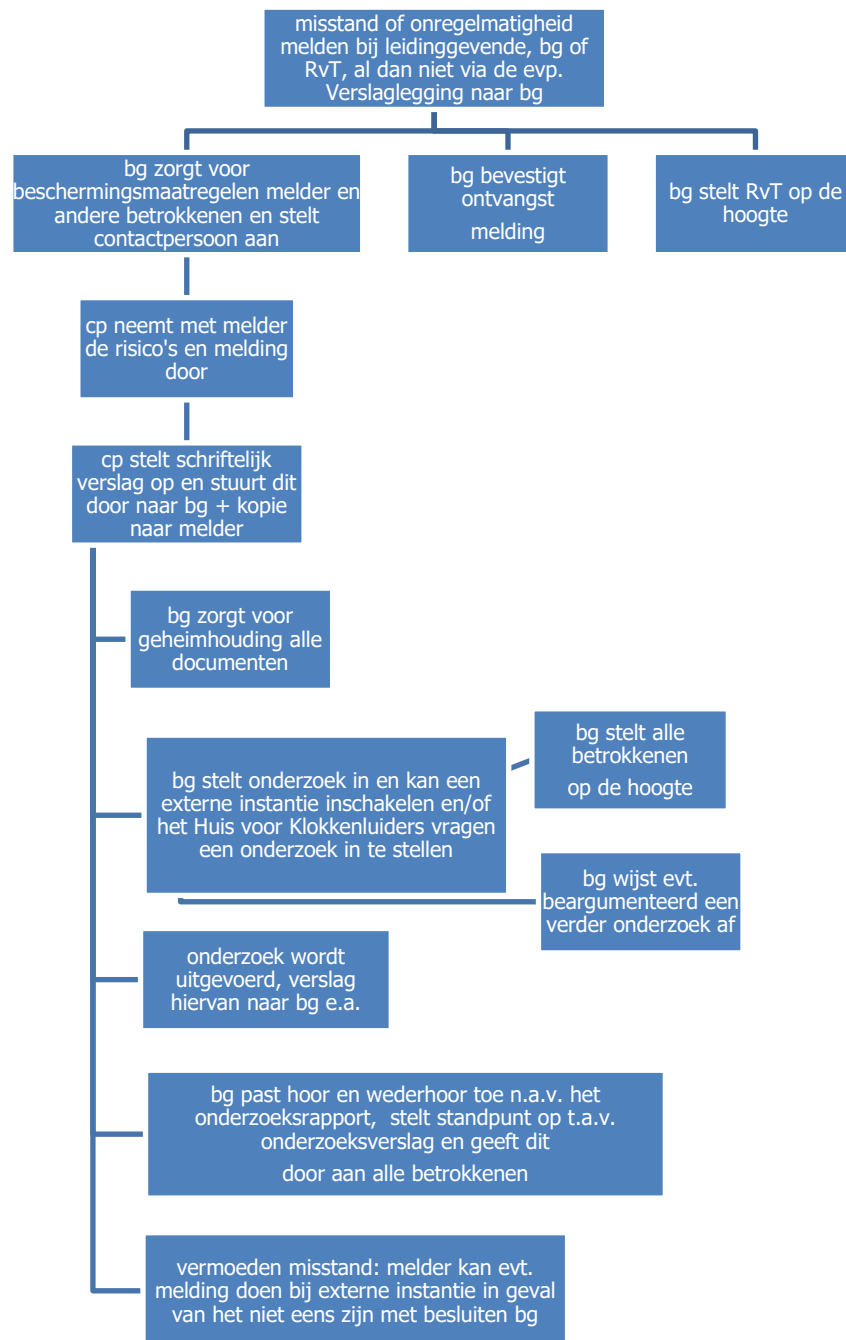 misstand of onregelmatigheid
melden bij leidinggevende, bg of
RvT, al dan niet via de evp.
Verslaglegging naar bg
bg zorgt voor
beschermingsmaatregelen melder en
andere betrokkenen en stelt
contactpersoon aan
bg bevestigt
ontvangst
melding
bg stelt RvT op de
hoogte
cp neemt met melder
de risico's en melding
door
cp stelt schriftelijk
verslag op en stuurt dit
door naar bg + kopie
naar melder
bg zorgt voor
geheimhouding alle
documenten
bg stelt onderzoek in en kan een
externe instantie inschakelen en/of
het Huis voor Klokkenluiders vragen
een onderzoek in te stellen
bg stelt alle
betrokkenen
op de hoogte
bg wijst evt.
beargumenteerd een
verder onderzoek af
onderzoek wordt
uitgevoerd, verslag
hiervan naar bg e.a.
bg past hoor en wederhoor toe n.a.v. het
onderzoeksrapport, stelt standpunt op t.a.v.
onderzoeksverslag en geeft dit
door aan alle betrokkenen
vermoeden misstand: melder kan evt.
melding doen bij externe instantie in geval
van het niet eens zijn met besluiten bg